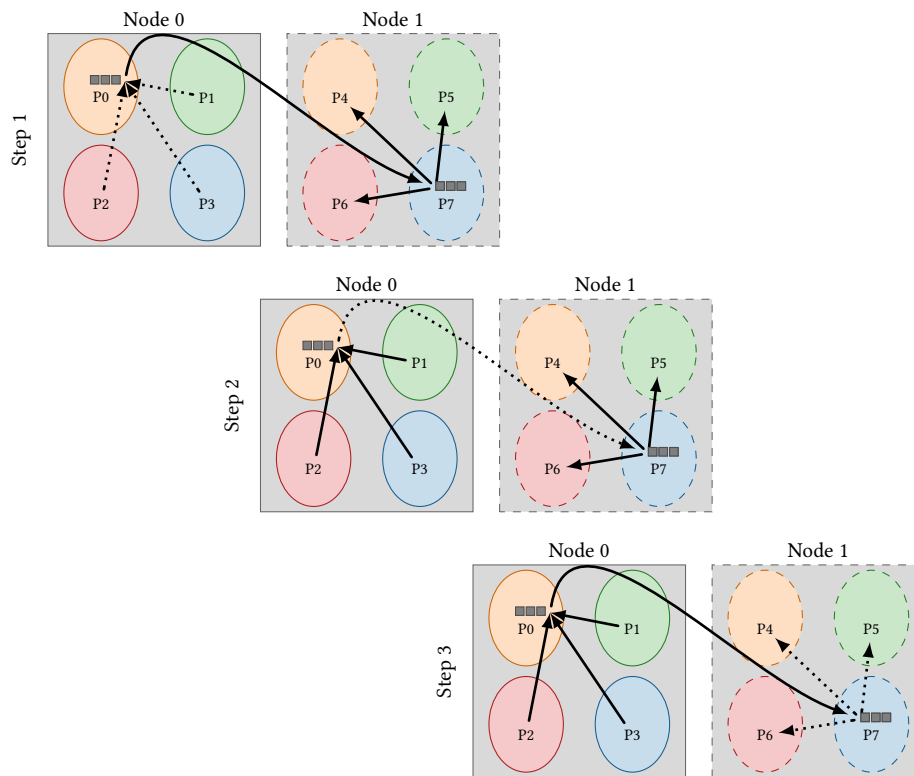 Node 0
Node 1
Step 1
P0
P1
P4
P5
P2
P3
P6
P7
Node 0
Node 1
Step 2
P0
P1
P4
P5
P2
P3
P6
P7
Node 0
Node 1
Step 3
P0
P1
P4
P5
P2
P3
P6
P7